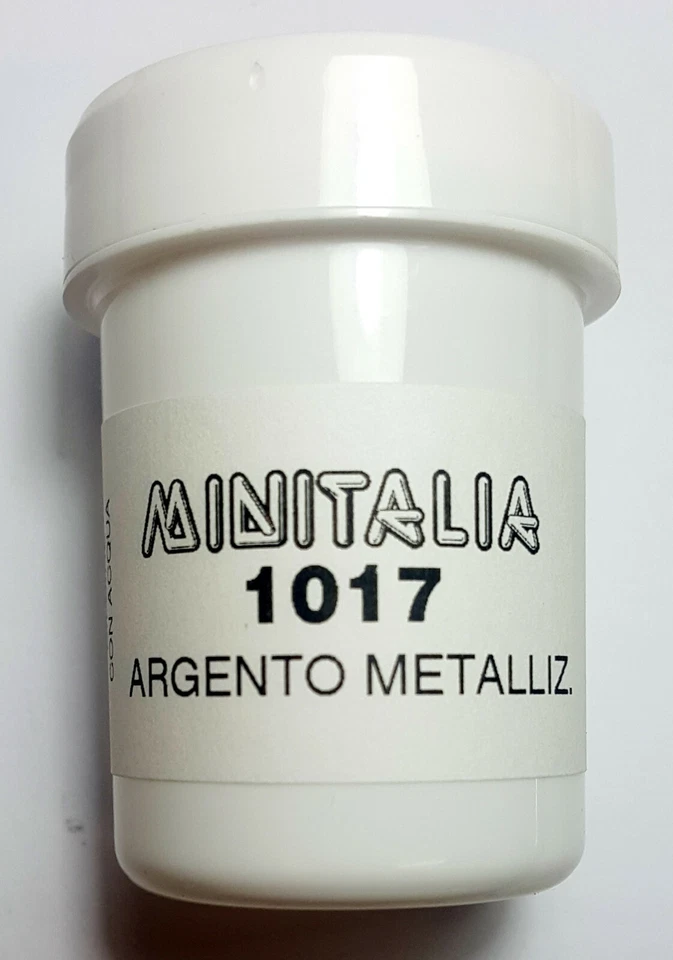 MINITALIA
1017
ARGENTO METALLIZ.
CON ACQUA